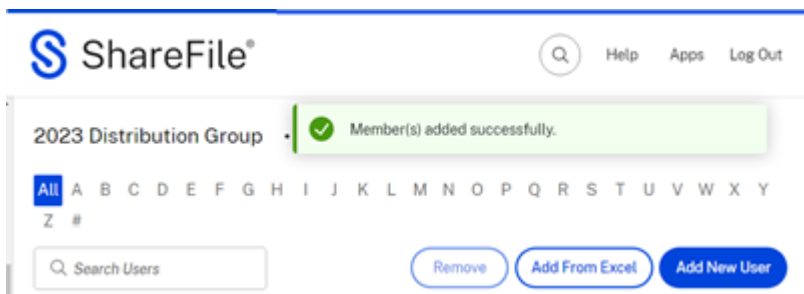 ShareFile®
Help Apps Log Out
2023 Distribution Group •
Member(s) added successfully.
All A B C D E F G H I J K L M N O P Q R S T U V W X Y
Z #
Search Users
Remove Add From Excel Add New User